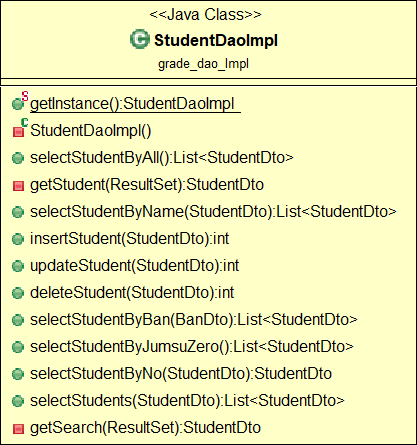 <<Java Class>>
C StudentDaoImpl
grade_dao_Impl
S getInstance():StudentDaoImpl
C StudentDaoImpl()
selectStudentByAll():List<StudentDto>
getStudent(ResultSet):StudentDto
selectStudentByName(StudentDto):List<StudentDto>
insertStudent(StudentDto):int
updateStudent(StudentDto):int
deleteStudent(StudentDto):int
selectStudentByBan(BanDto):List<StudentDto>
selectStudentByJumsuZero():List<StudentDto>
selectStudentByNo(StudentDto):StudentDto
selectStudents(StudentDto):List<StudentDto>
getSearch(ResultSet):StudentDto